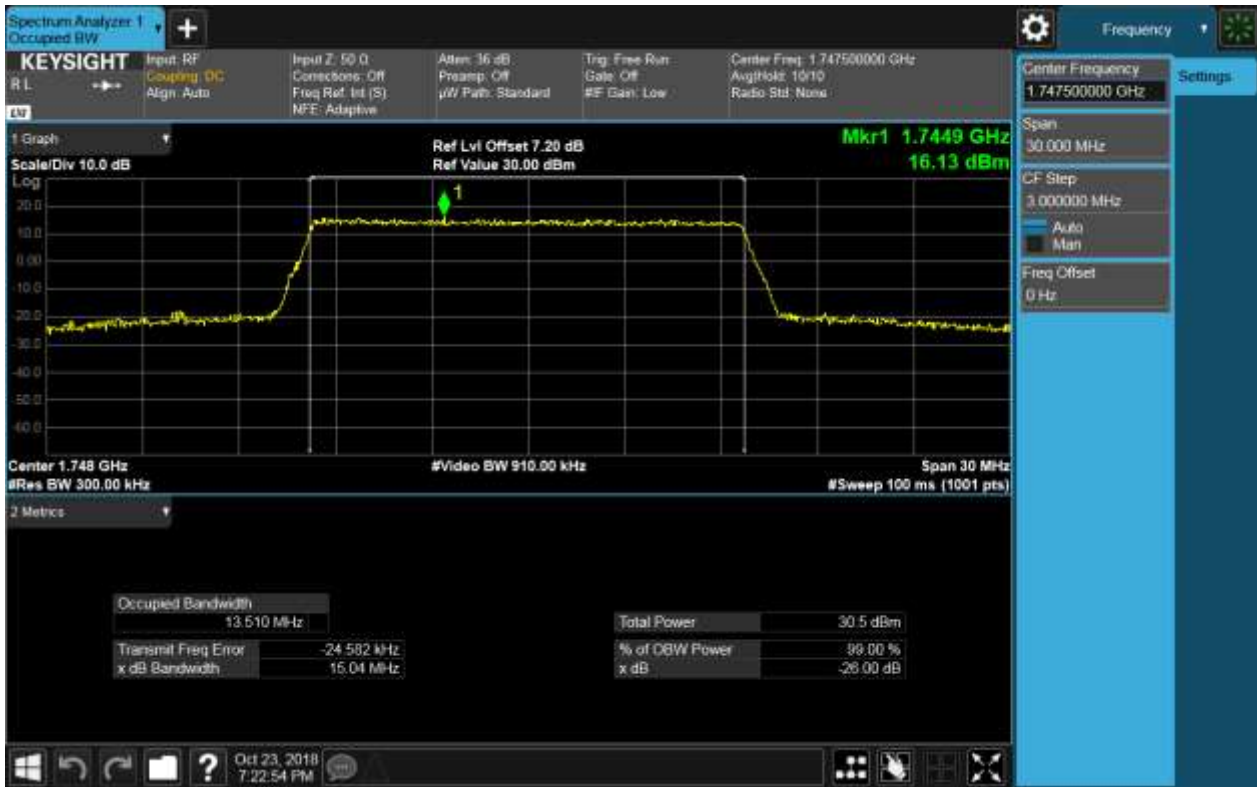 Spectrum Analyzer 1
Occupied BW
Frequency
KEYSIGHT
R L
Input: RF
Coupling: DC
Align: Auto
Input Z: 50 Ω
Corrections: Off
Freq Ref: Int (S)
NFE: Adaptive
Atten: 36 dB
Preamp: Off
µW Path: Standard
Trig: Free Run
Gate: Off
#IF Gain: Low
Center Freq: 1.747500000 GHz
Avg|Hold: 10/10
Radio Std: None
Center Frequency
1.747500000 GHz
Settings
Span
30.000 MHz
CF Step
3.000000 MHz
Auto
Man
Freq Offset
0 Hz
1 Graph
Scale/Div 10.0 dB
Ref Lvl Offset 7.20 dB
Ref Value 30.00 dBm
Mkr1 1.7449 GHz
16.13 dBm
Log
1
20.0
10.0
0.00
-10.0
-20.0
-30.0
-40.0
-50.0
-60.0
Center 1.748 GHz
#Video BW 910.00 kHz
Span 30 MHz
#Res BW 300.00 kHz
#Sweep 100 ms (1001 pts)
2 Metrics
Occupied Bandwidth
13.510 MHz
Total Power 30.5 dBm
Transmit Freq Error -24.582 kHz
% of OBW Power 99.00 %
x dB Bandwidth 15.04 MHz
x dB -26.00 dB
Oct 23, 2018
7:22:54 PM